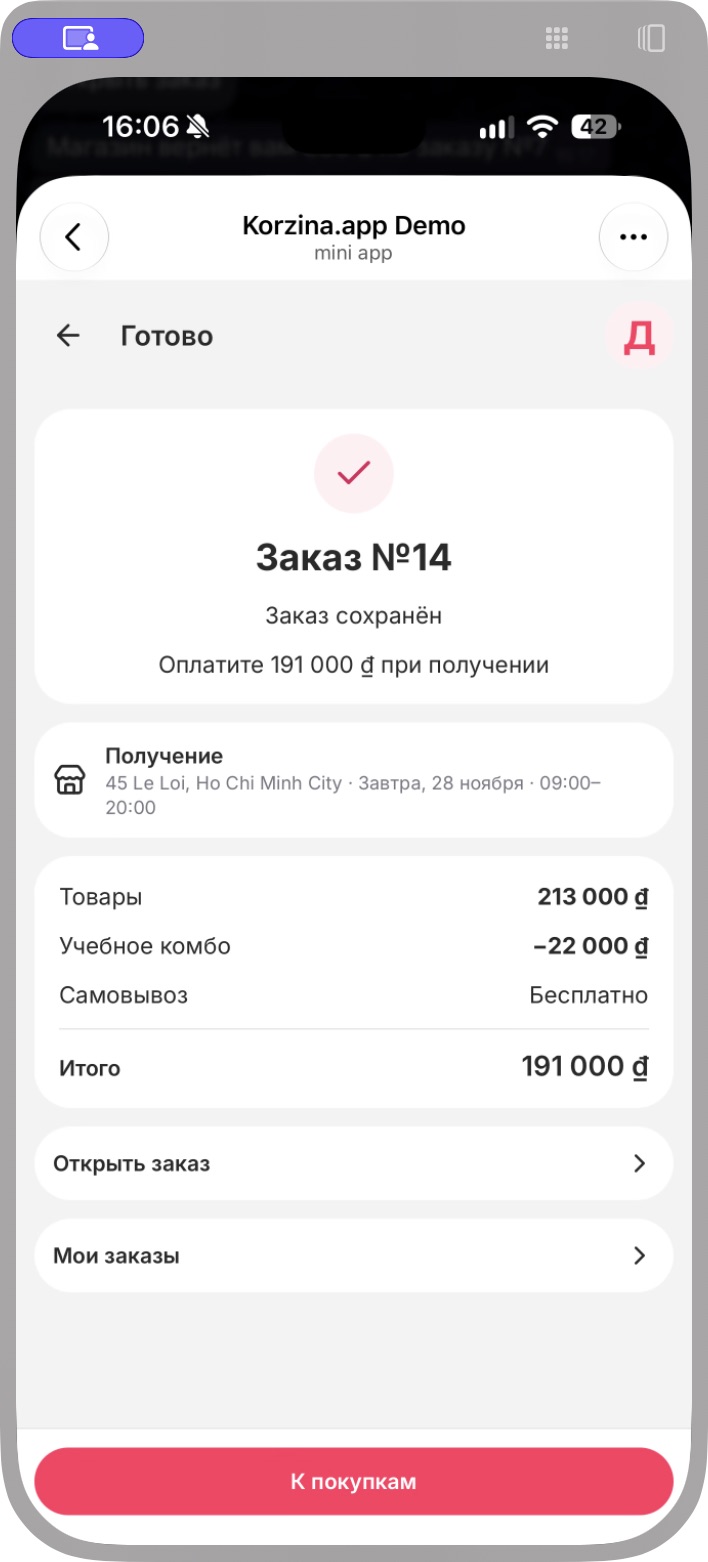 16:06
42
Korzina.app Demo
mini app
Готово
Д
Заказ №14
Заказ сохранён
Оплатите 191 000 ₫ при получении
Получение
45 Le Loi, Ho Chi Minh City · Завтра, 28 ноября · 09:00–
20:00
Товары 213 000 ₫
Учебное комбо −22 000 ₫
Самовывоз Бесплатно
Итого 191 000 ₫
Открыть заказ
Мои заказы
К покупкам